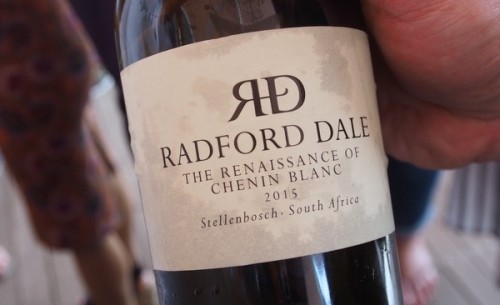 RD
RADFORD DALE
THE RENAISSANCE OF
CHENIN BLANC
2015
Stellenbosch · South Africa